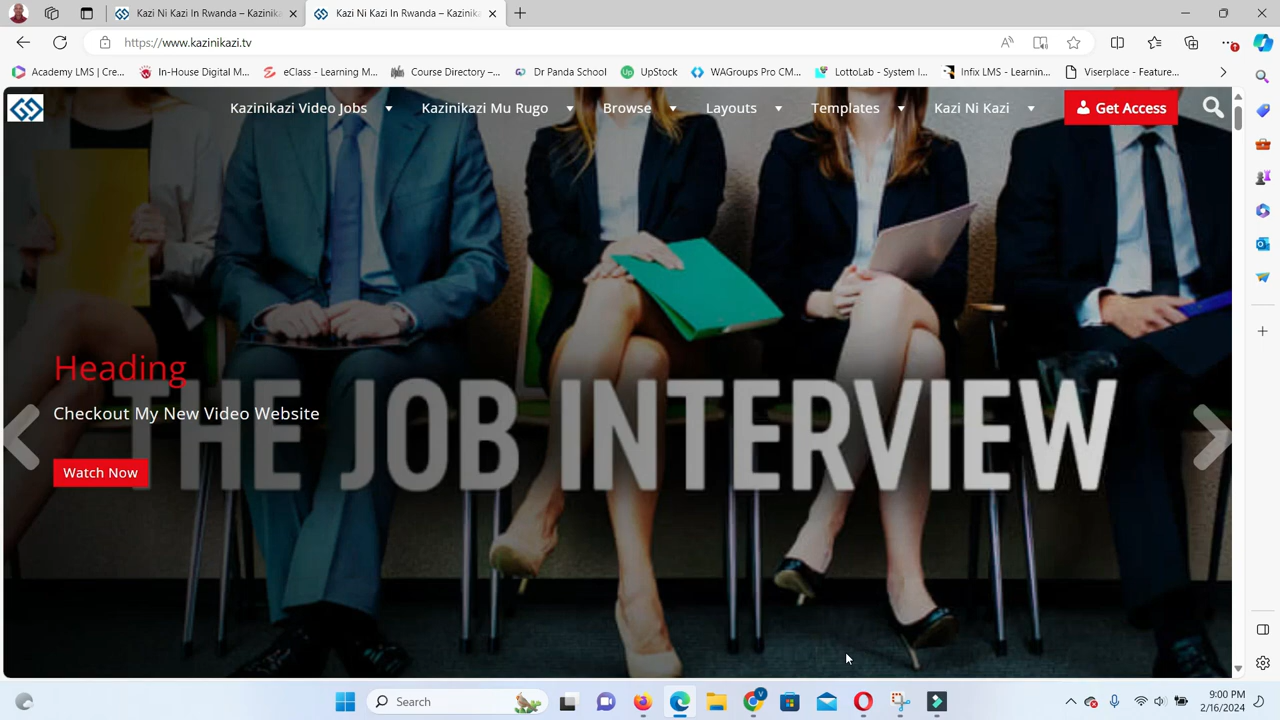 Kazi Ni Kazi In Rwanda – Kazinika
Kazi Ni Kazi In Rwanda – Kazinika
https://www.kazinikazi.tv
Academy LMS | Cre...
In-House Digital M...
eClass - Learning M...
Course Directory –...
Dr Panda School
UpStock
WAGroups Pro CM...
LottoLab - System I...
Infix LMS - Learnin...
Viserplace - Feature...
Kazinikazi Video Jobs
Kazinikazi Mu Rugo
Browse
Layouts
Templates
Kazi Ni Kazi
Get Access
Heading
Checkout My New Video Website
Watch Now
THE JOB INTERVIEW
Search
9:00 PM
2/16/2024